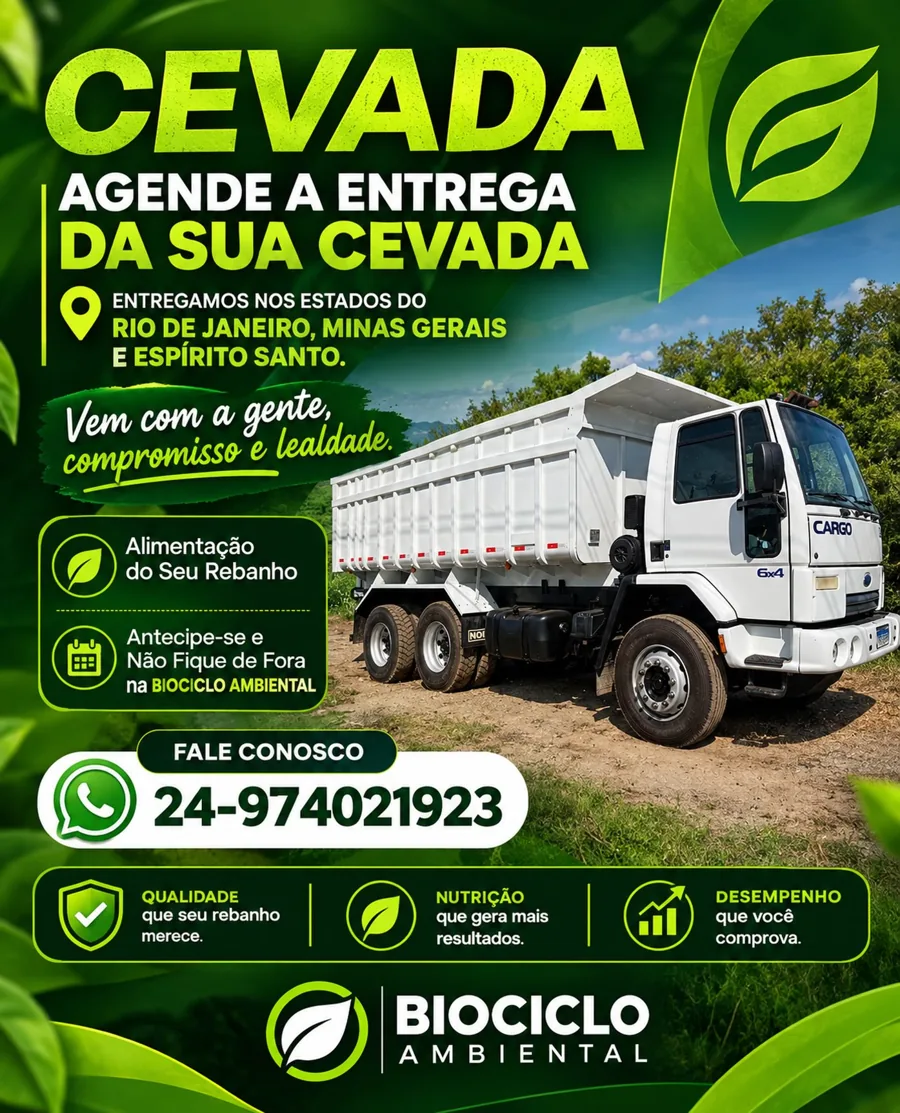 CEVADA
AGENDE A ENTREGA
DA SUA CEVADA
ENTREGAMOS NOS ESTADOS DO
RIO DE JANEIRO, MINAS GERAIS
E ESPÍRITO SANTO.
Vem com a gente,
compromisso e lealdade.
Alimentação
do Seu Rebanho
Antecipe-se e
Não Fique de Fora
na BIOCICLO AMBIENTAL
CARGO
6x4
FALE CONOSCO
24-974021923
QUALIDADE
que seu rebanho
merece.
NUTRIÇÃO
que gera mais
resultados.
DESEMPENHO
que você
comprova.
BIOCICLO
AMBIENTAL